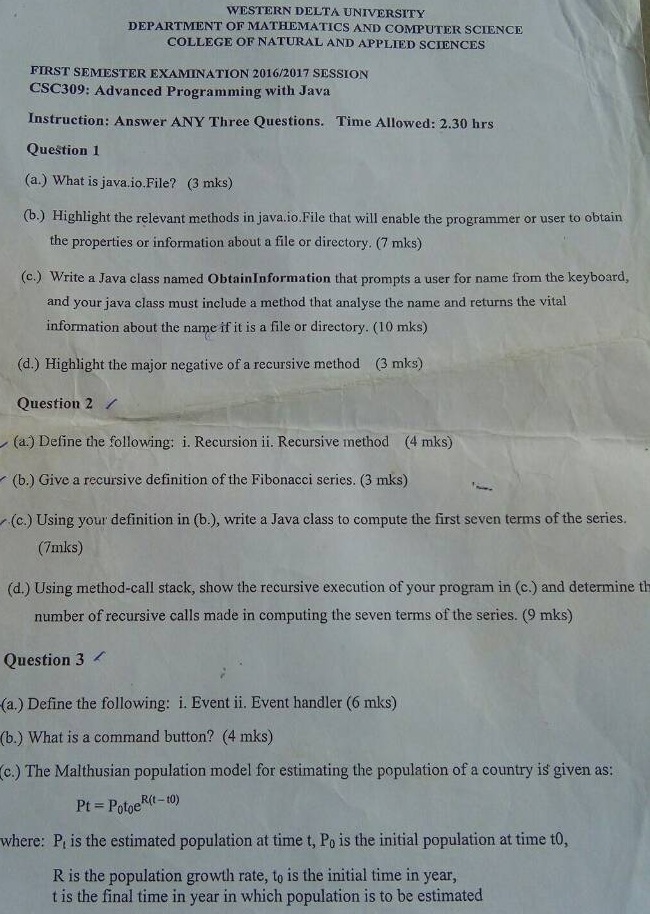 WESTERN DELTA UNIVERSITY
DEPARTMENT OF MATHEMATICS AND COMPUTER SCIENCE
COLLEGE OF NATURAL AND APPLIED SCIENCES
FIRST SEMESTER EXAMINATION 2016/2017 SESSION
CSC309: Advanced Programming with Java
Instruction: Answer ANY Three Questions. Time Allowed: 2.30 hrs
Question 1
(a.) What is java.io.File? (3 mks)
(b.) Highlight the relevant methods in java.io.File that will enable the programmer or user to obtain
the properties or information about a file or directory. (7 mks)
(c.) Write a Java class named ObtainInformation that prompts a user for name from the keyboard,
and your java class must include a method that analyse the name and returns the vital
information about the name if it is a file or directory. (10 mks)
(d.) Highlight the major negative of a recursive method (3 mks)
Question 2
(a.) Define the following: i. Recursion ii. Recursive method (4 mks)
(b.) Give a recursive definition of the Fibonacci series. (3 mks)
(c.) Using your definition in (b.), write a Java class to compute the first seven terms of the series.
(7mks)
(d.) Using method-call stack, show the recursive execution of your program in (c.) and determine th
number of recursive calls made in computing the seven terms of the series. (9 mks)
Question 3
(a.) Define the following: i. Event ii. Event handler (6 mks)
(b.) What is a command button? (4 mks)
(c.) The Malthusian population model for estimating the population of a country is given as:
Pt = P₀t₀e^R(t – t0)
where: Pₜ is the estimated population at time t, P₀ is the initial population at time t0,
R is the population growth rate, t₀ is the initial time in year,
t is the final time in year in which population is to be estimated